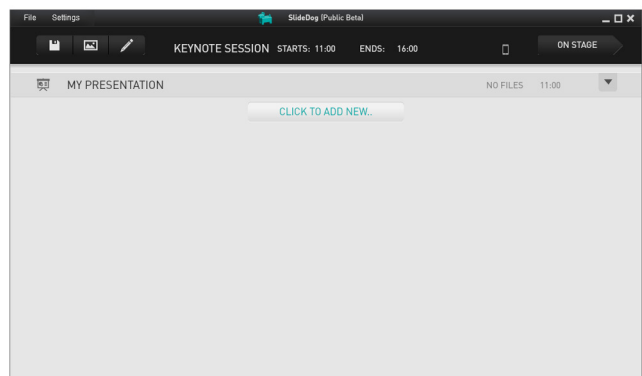 File Settings SlideDog (Public Beta)
KEYNOTE SESSION STARTS: 11:00 ENDS: 16:00 ON STAGE
MY PRESENTATION NO FILES 11:00
CLICK TO ADD NEW..